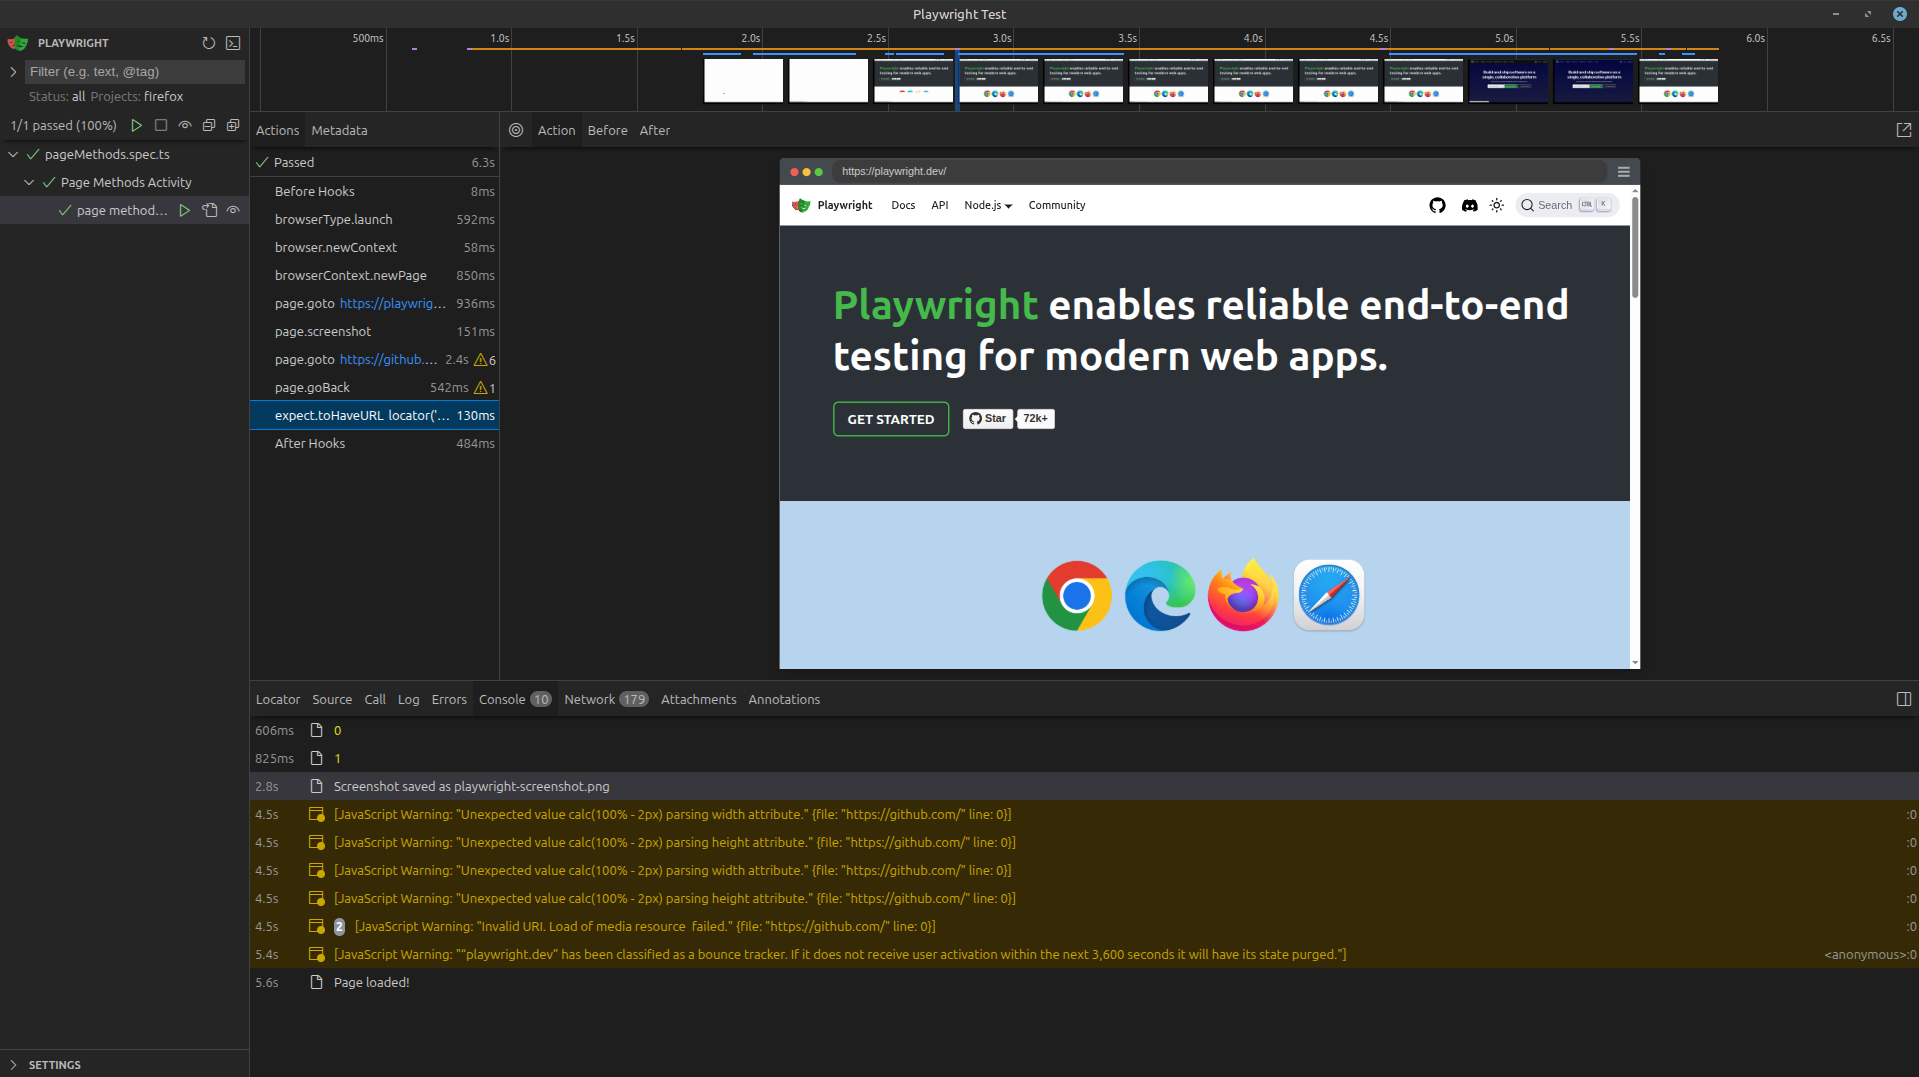 Playwright Test
PLAYWRIGHT
Filter (e.g. text, @tag)
Status: all Projects: firefox
1/1 passed (100%)
pageMethods.spec.ts
Page Methods Activity
page method...
500ms 1.0s 1.5s 2.0s 2.5s 3.0s 3.5s 4.0s 4.5s 5.0s 5.5s 6.0s 6.5s
Actions Metadata
Passed 6.3s
Before Hooks 8ms
browserType.launch 592ms
browser.newContext 58ms
browserContext.newPage 850ms
page.goto https://playwrig... 936ms
page.screenshot 151ms
page.goto https://github.... 2.4s 6
page.goBack 542ms 1
expect.toHaveURL locator('... 130ms
After Hooks 484ms
Action Before After
https://playwright.dev/
Playwright Docs API Node.js Community Search ctrl K
Playwright enables reliable end-to-end
testing for modern web apps.
GET STARTED Star 72k+
Locator Source Call Log Errors Console 10 Network 179 Attachments Annotations
606ms 0
825ms 1
2.8s Screenshot saved as playwright-screenshot.png
4.5s [JavaScript Warning: "Unexpected value calc(100% - 2px) parsing width attribute." {file: "https://github.com/" line: 0}] :0
4.5s [JavaScript Warning: "Unexpected value calc(100% - 2px) parsing height attribute." {file: "https://github.com/" line: 0}] :0
4.5s [JavaScript Warning: "Unexpected value calc(100% - 2px) parsing width attribute." {file: "https://github.com/" line: 0}] :0
4.5s [JavaScript Warning: "Unexpected value calc(100% - 2px) parsing height attribute." {file: "https://github.com/" line: 0}] :0
4.5s 2 [JavaScript Warning: "Invalid URI. Load of media resource  failed." {file: "https://github.com/" line: 0}] :0
5.4s [JavaScript Warning: "“playwright.dev” has been classified as a bounce tracker. If it does not receive user activation within the next 3,600 seconds it will have its state purged."] <anonymous>:0
5.6s Page loaded!
SETTINGS